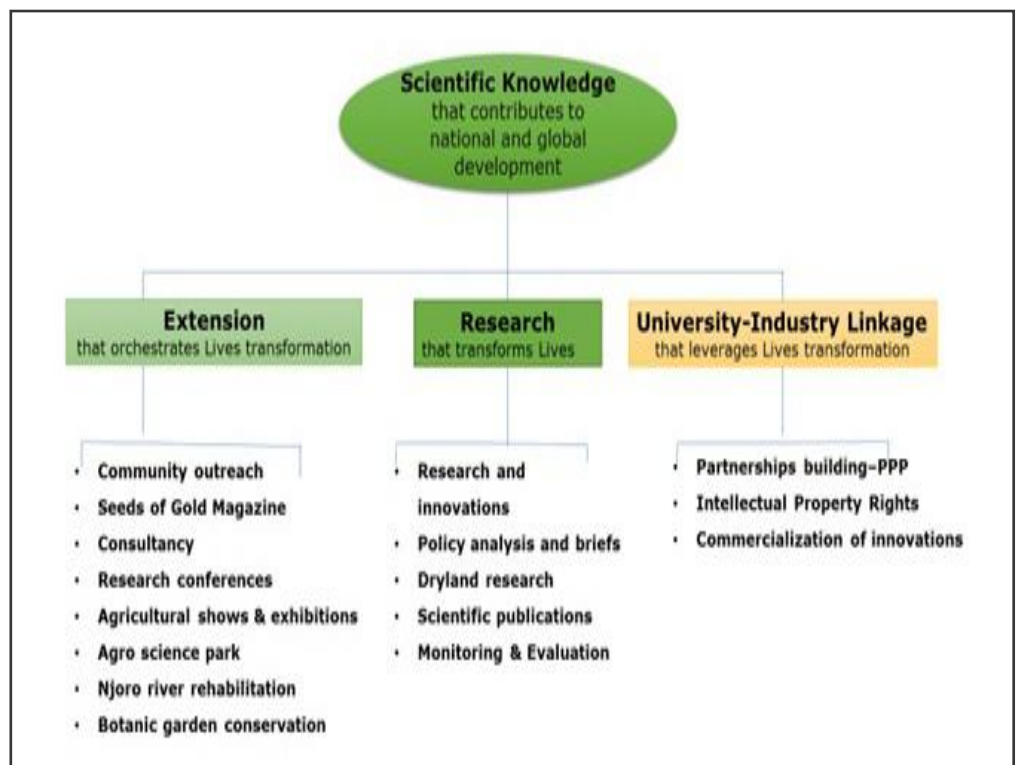 Scientific Knowledge
that contributes to
national and global
development
Extension
that orchestrates Lives transformation
Research
that transforms Lives
University-Industry Linkage
that leverages Lives transformation
· Community outreach
· Seeds of Gold Magazine
· Consultancy
· Research conferences
· Agricultural shows & exhibitions
· Agro science park
· Njoro river rehabilitation
· Botanic garden conservation
· Research and
innovations
· Policy analysis and briefs
· Dryland research
· Scientific publications
· Monitoring & Evaluation
· Partnerships building–PPP
· Intellectual Property Rights
· Commercialization of innovations